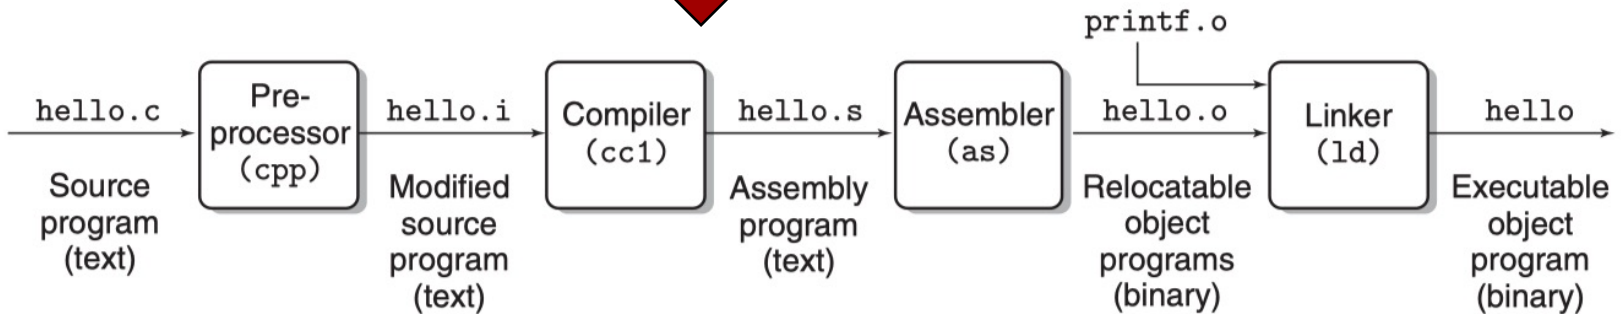 printf.o
hello.c
Pre-
processor
(cpp)
hello.i
Compiler
(cc1)
hello.s
Assembler
(as)
hello.o
Linker
(ld)
hello
Source
program
(text)
Modified
source
program
(text)
Assembly
program
(text)
Relocatable
object
programs
(binary)
Executable
object
program
(binary)